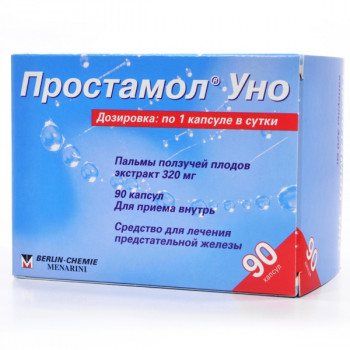 Простамол® Уно
Дозировка: по 1 капсуле в сутки
Пальмы ползучей плодов
экстракт 320 мг
90 капсул
Для приема внутрь
Средство для лечения
предстательной железы
BERLIN-CHEMIE
MENARINI
90
капсул
90